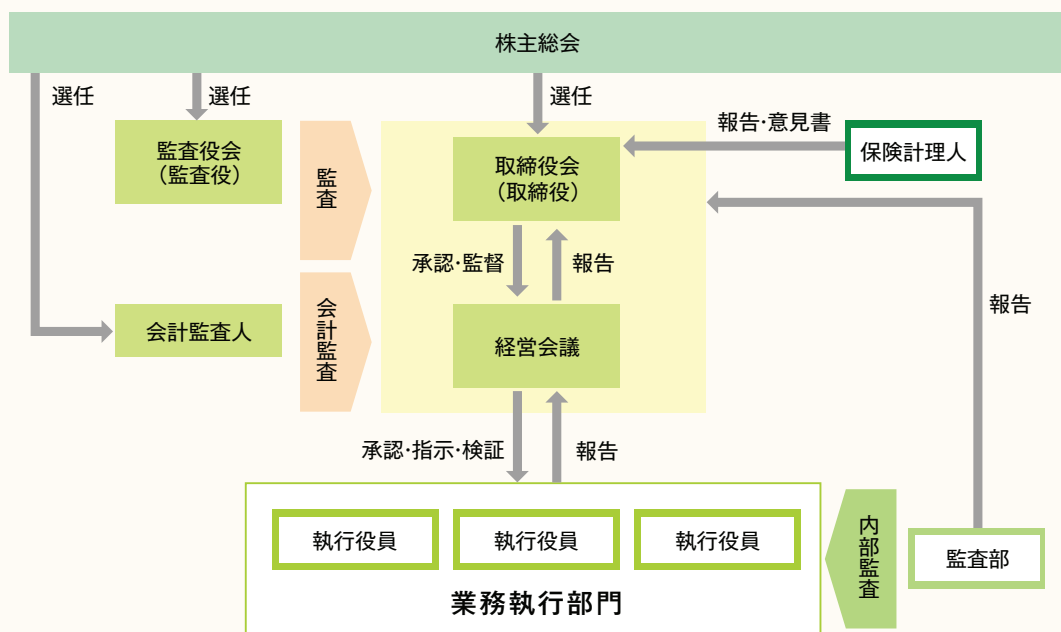 株主総会
選任
選任
選任
監査役会
（監査役）
監査
取締役会
（取締役）
報告・意見書
保険計理人
承認・監督
報告
報告
会計監査人
会計監査
経営会議
承認・指示・検証
報告
執行役員
執行役員
執行役員
内部監査
監査部
業務執行部門